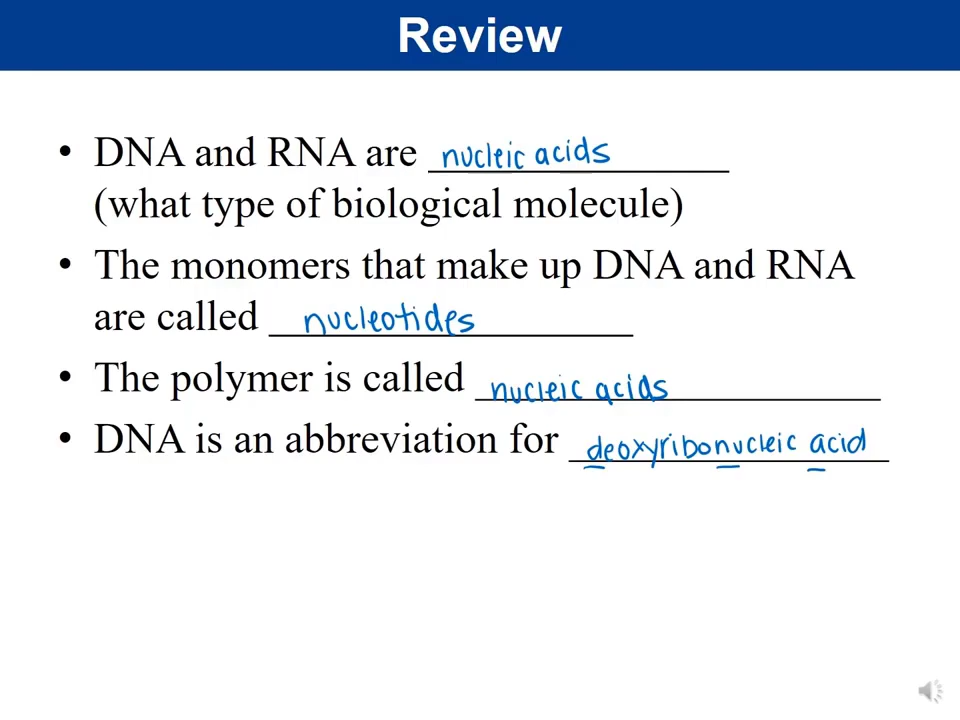 Review
• DNA and RNA are nucleic acids
(what type of biological molecule)
• The monomers that make up DNA and RNA
are called nucleotides
• The polymer is called nucleic acids
• DNA is an abbreviation for deoxyribonucleic acid